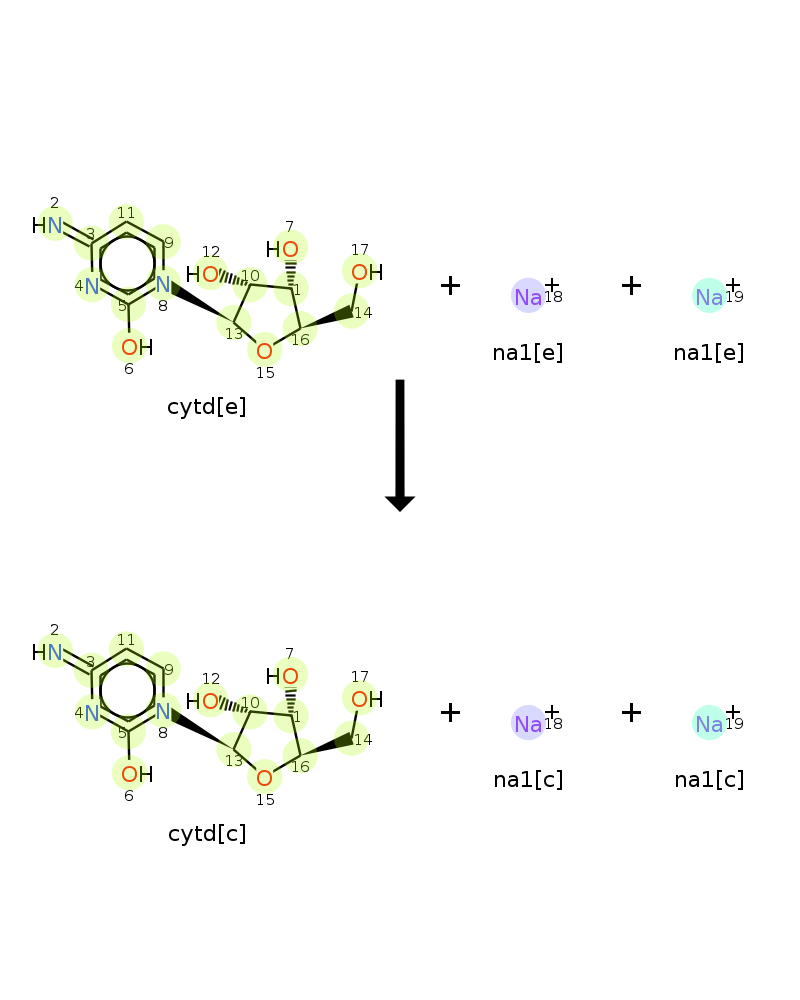 2
11
HN 3 9
4 N N
5 8
OH
6
7
12 HO 17
HO 10 OH
1
14
13 16
O
15
+ Na+ 18 + Na+ 19
na1[e] na1[e]
cytd[e]
2
11
HN 3 9
4 N N
5 8
OH
6
7
12 HO 17
HO 10 OH
1
14
13 16
O
15
+ Na+ 18 + Na+ 19
na1[c] na1[c]
cytd[c]